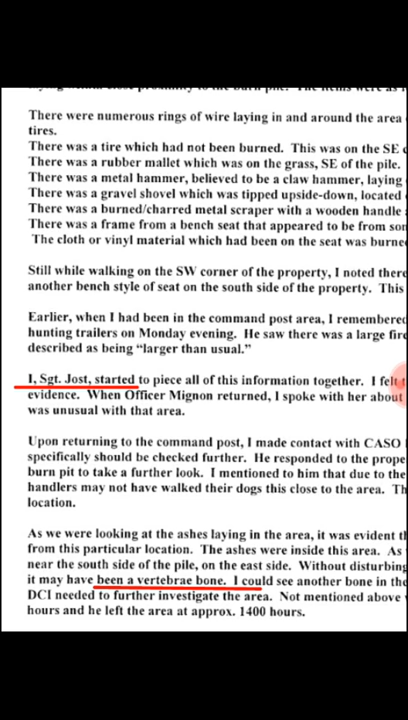 There were numerous rings of wire laying in and around the area
tires.
There was a tire which had not been burned. This was on the SE
There was a rubber mallet which was on the grass, SE of the pile.
There was a metal hammer, believed to be a claw hammer, laying
There was a gravel shovel which was tipped upside-down, located
There was a burned/charred metal scraper with a wooden handle
There was a frame from a bench seat that appeared to be from
The cloth or vinyl material which had been on the seat was
Still while walking on the SW corner of the property, I noted there
another bench style of seat on the south side of the property. This
Earlier, when I had been in the command post area, I remembered
hunting trailers on Monday evening. He saw there was a large
described as being “larger than usual.”
I, Sgt. Jost, started to piece all of this information together. I felt
evidence. When Officer Mignon returned, I spoke with her about
was unusual with that area.
Upon returning to the command post, I made contact with CASO
specifically should be checked further. He responded to the
burn pit to take a further look. I mentioned to him that due to the
handlers may not have walked their dogs this close to the area.
location.
As we were looking at the ashes laying in the area, it was evident
from this particular location. The ashes were inside this area. As
near the south side of the pile, on the east side. Without disturbing
it may have been a vertebrae bone. I could see another bone in the
DCI needed to further investigate the area. Not mentioned above
hours and he left the area at approx. 1400 hours.